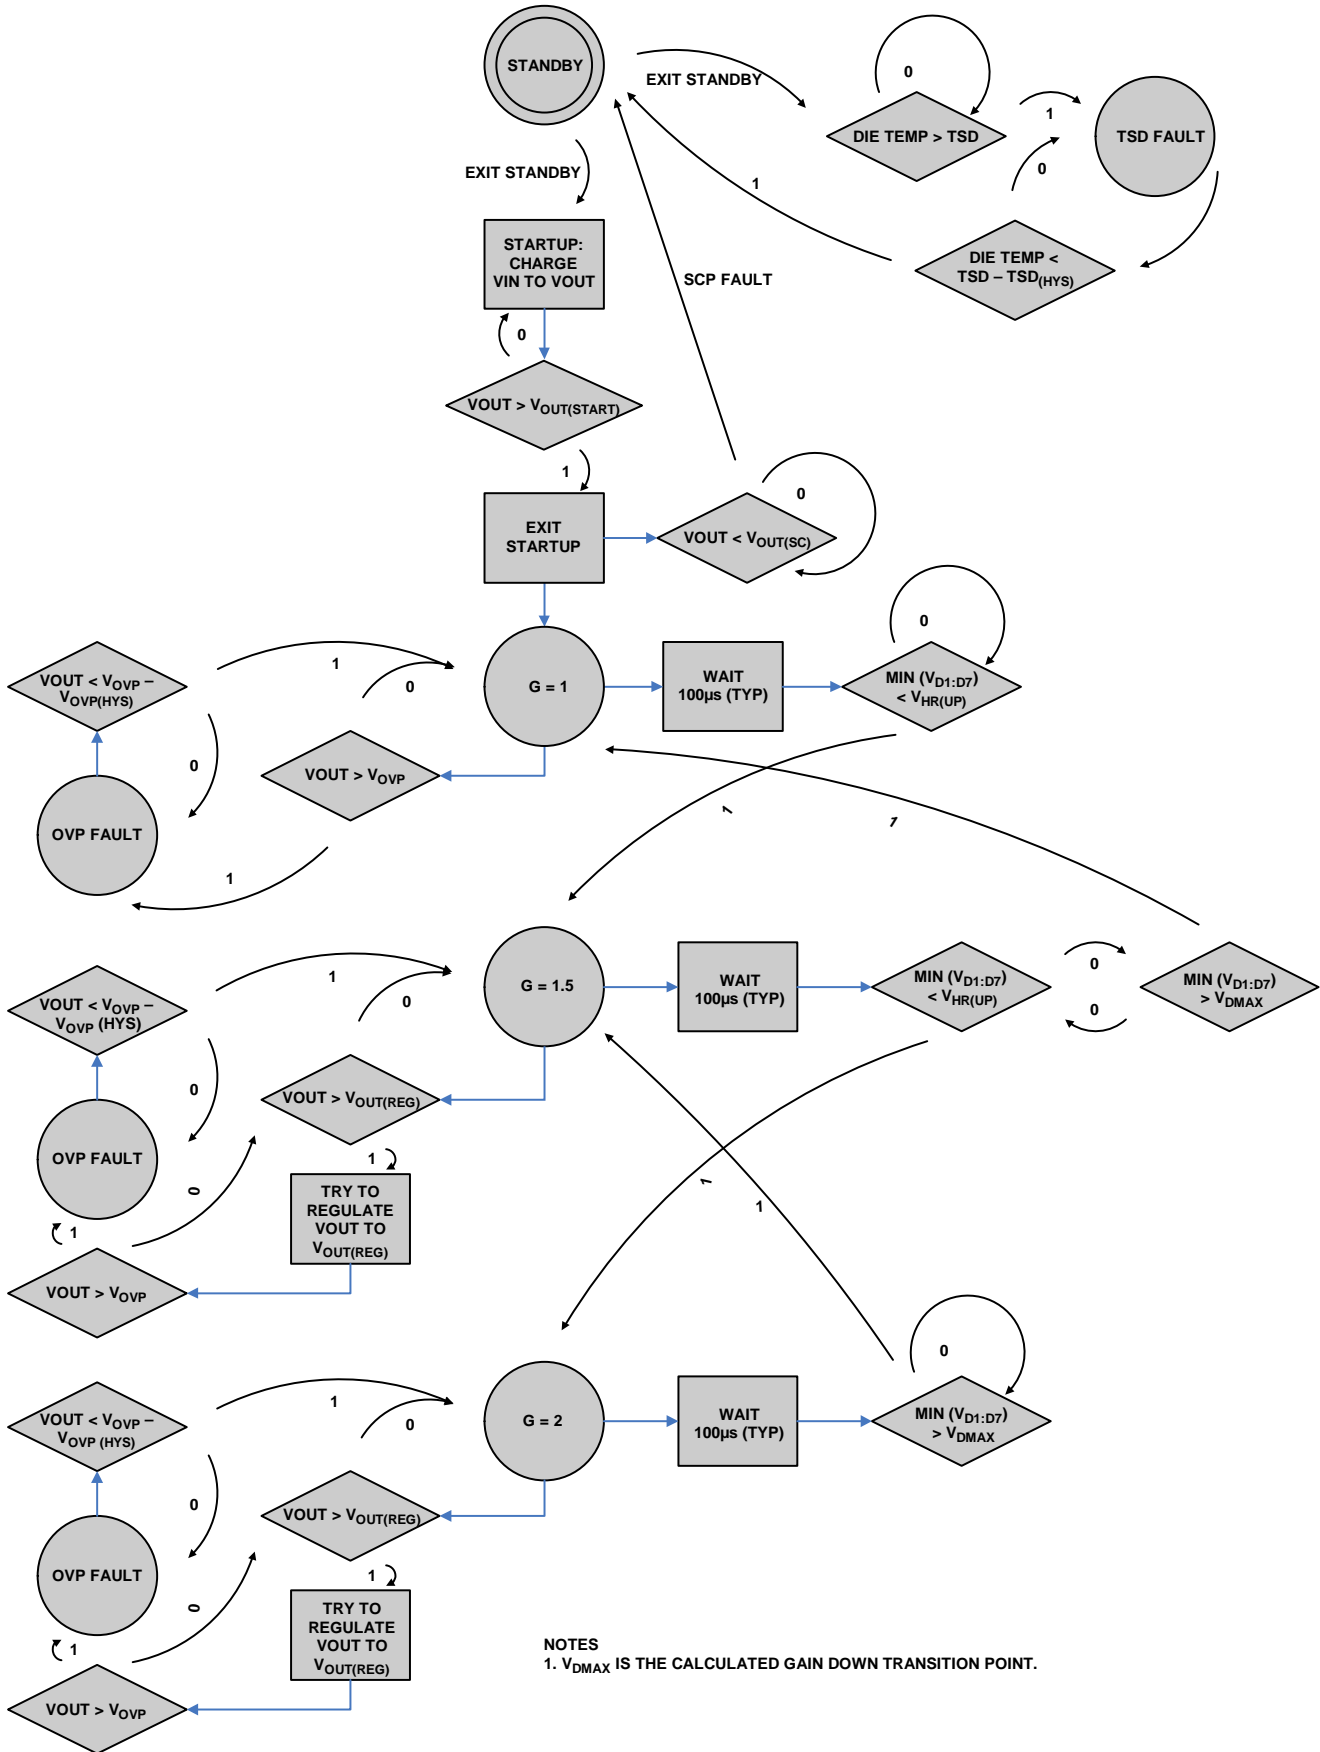 STANDBY
EXIT STANDBY
0
DIE TEMP > TSD
1
TSD FAULT
0
EXIT STANDBY
1
STARTUP:
CHARGE
VIN TO VOUT
DIE TEMP <
TSD – TSD(HYS)
SCP FAULT
0
VOUT > VOUT(START)
1
EXIT
STARTUP
VOUT < VOUT(SC)
0
0
VOUT < VOVP –
VOVP(HYS)
1
0
G = 1
WAIT
100µs (TYP)
MIN (VD1:D7)
< VHR(UP)
0
VOUT > VOVP
OVP FAULT
1
1
1
VOUT < VOVP –
VOVP (HYS)
1
0
G = 1.5
WAIT
100µs (TYP)
MIN (VD1:D7)
< VHR(UP)
0
0
MIN (VD1:D7)
> VDMAX
0
VOUT > VOUT(REG)
OVP FAULT
1
0
TRY TO
REGULATE
VOUT TO
VOUT(REG)
1
1
1
VOUT > VOVP
0
VOUT < VOVP –
VOVP (HYS)
1
0
G = 2
WAIT
100µs (TYP)
MIN (VD1:D7)
> VDMAX
0
VOUT > VOUT(REG)
OVP FAULT
1
0
TRY TO
REGULATE
VOUT TO
VOUT(REG)
1
VOUT > VOVP
NOTES
1. VDMAX IS THE CALCULATED GAIN DOWN TRANSITION POINT.